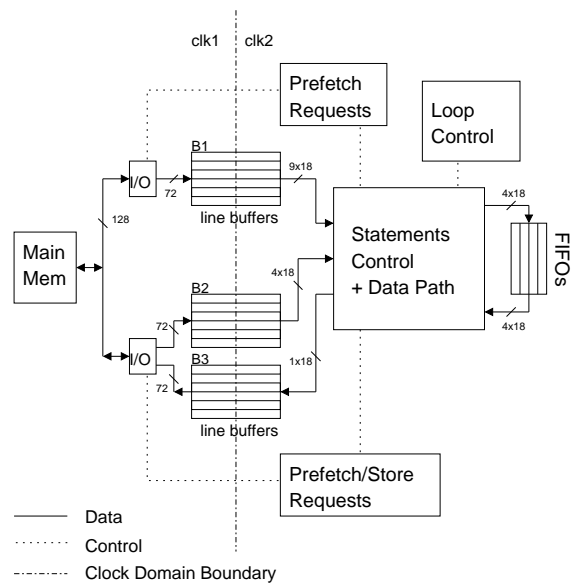 clk1 clk2
Prefetch
Requests
Loop
Control
B1
9x18
I/O
72
line buffers
128
4x18
Main
Mem
Statements
Control
+ Data Path
FIFOs
B2
4x18
72
4x18
I/O
B3
1x18
72
line buffers
Prefetch/Store
Requests
Data
Control
Clock Domain Boundary